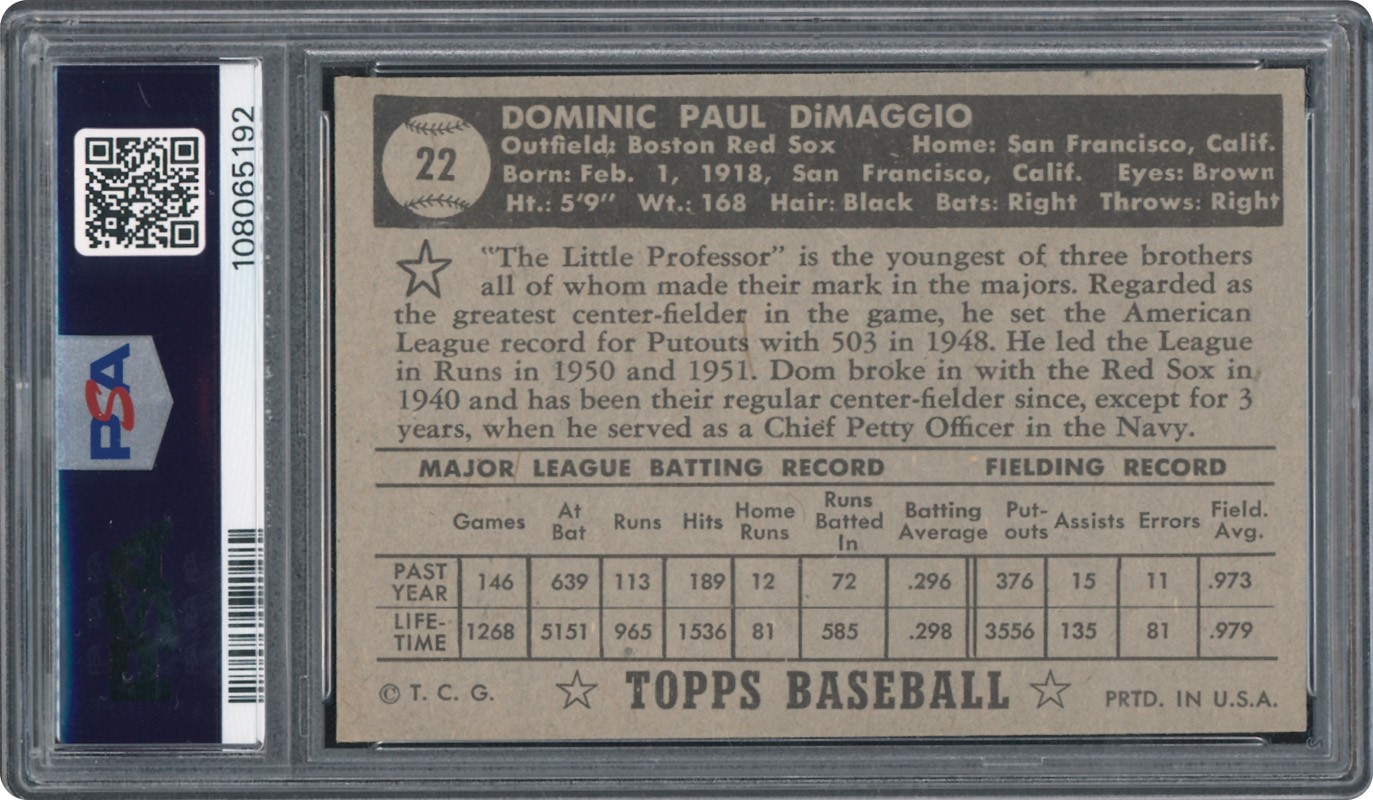 PSA
108065192
22
DOMINIC PAUL DiMAGGIO
Outfield: Boston Red Sox Home: San Francisco, Calif.
Born: Feb. 1, 1918, San Francisco, Calif. Eyes: Brown
Ht.: 5'9" Wt.: 168 Hair: Black Bats: Right Throws: Right
"The Little Professor" is the youngest of three brothers
all of whom made their mark in the majors. Regarded as
the greatest center-fielder in the game, he set the American
League record for Putouts with 503 in 1948. He led the League
in Runs in 1950 and 1951. Dom broke in with the Red Sox in
1940 and has been their regular center-fielder since, except for 3
years, when he served as a Chief Petty Officer in the Navy.
MAJOR LEAGUE BATTING RECORD FIELDING RECORD
Games At Bat Runs Hits Home Runs Runs Batted In Batting Average Put-outs Assists Errors Field. Avg.
PAST YEAR 146 639 113 189 12 72 .296 376 15 11 .973
LIFE-TIME 1268 5151 965 1536 81 585 .298 3556 135 81 .979
© T. C. G. TOPPS BASEBALL PRTD. IN U.S.A.